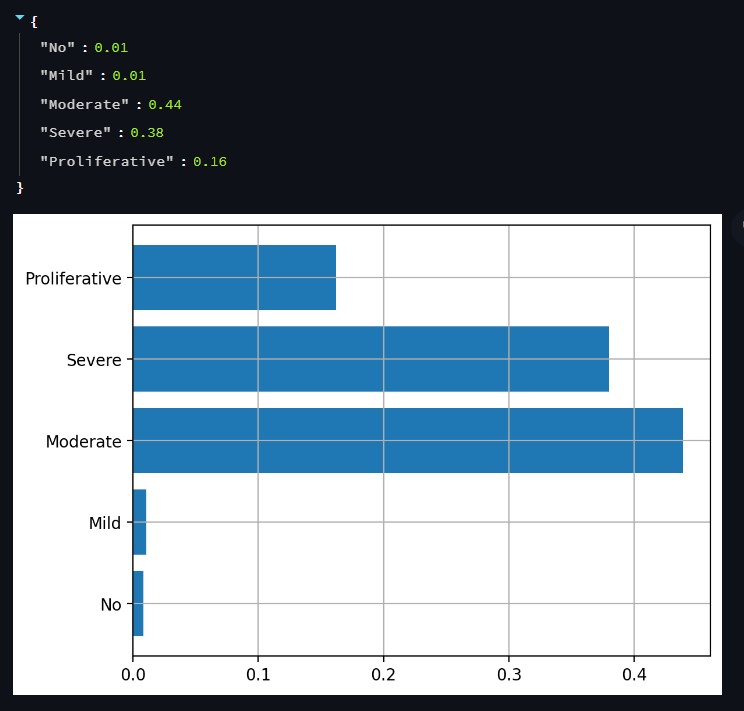 {
"No" : 0.01
"Mild" : 0.01
"Moderate" : 0.44
"Severe" : 0.38
"Proliferative" : 0.16
}
Proliferative
Severe
Moderate
Mild
No
0.0 0.1 0.2 0.3 0.4